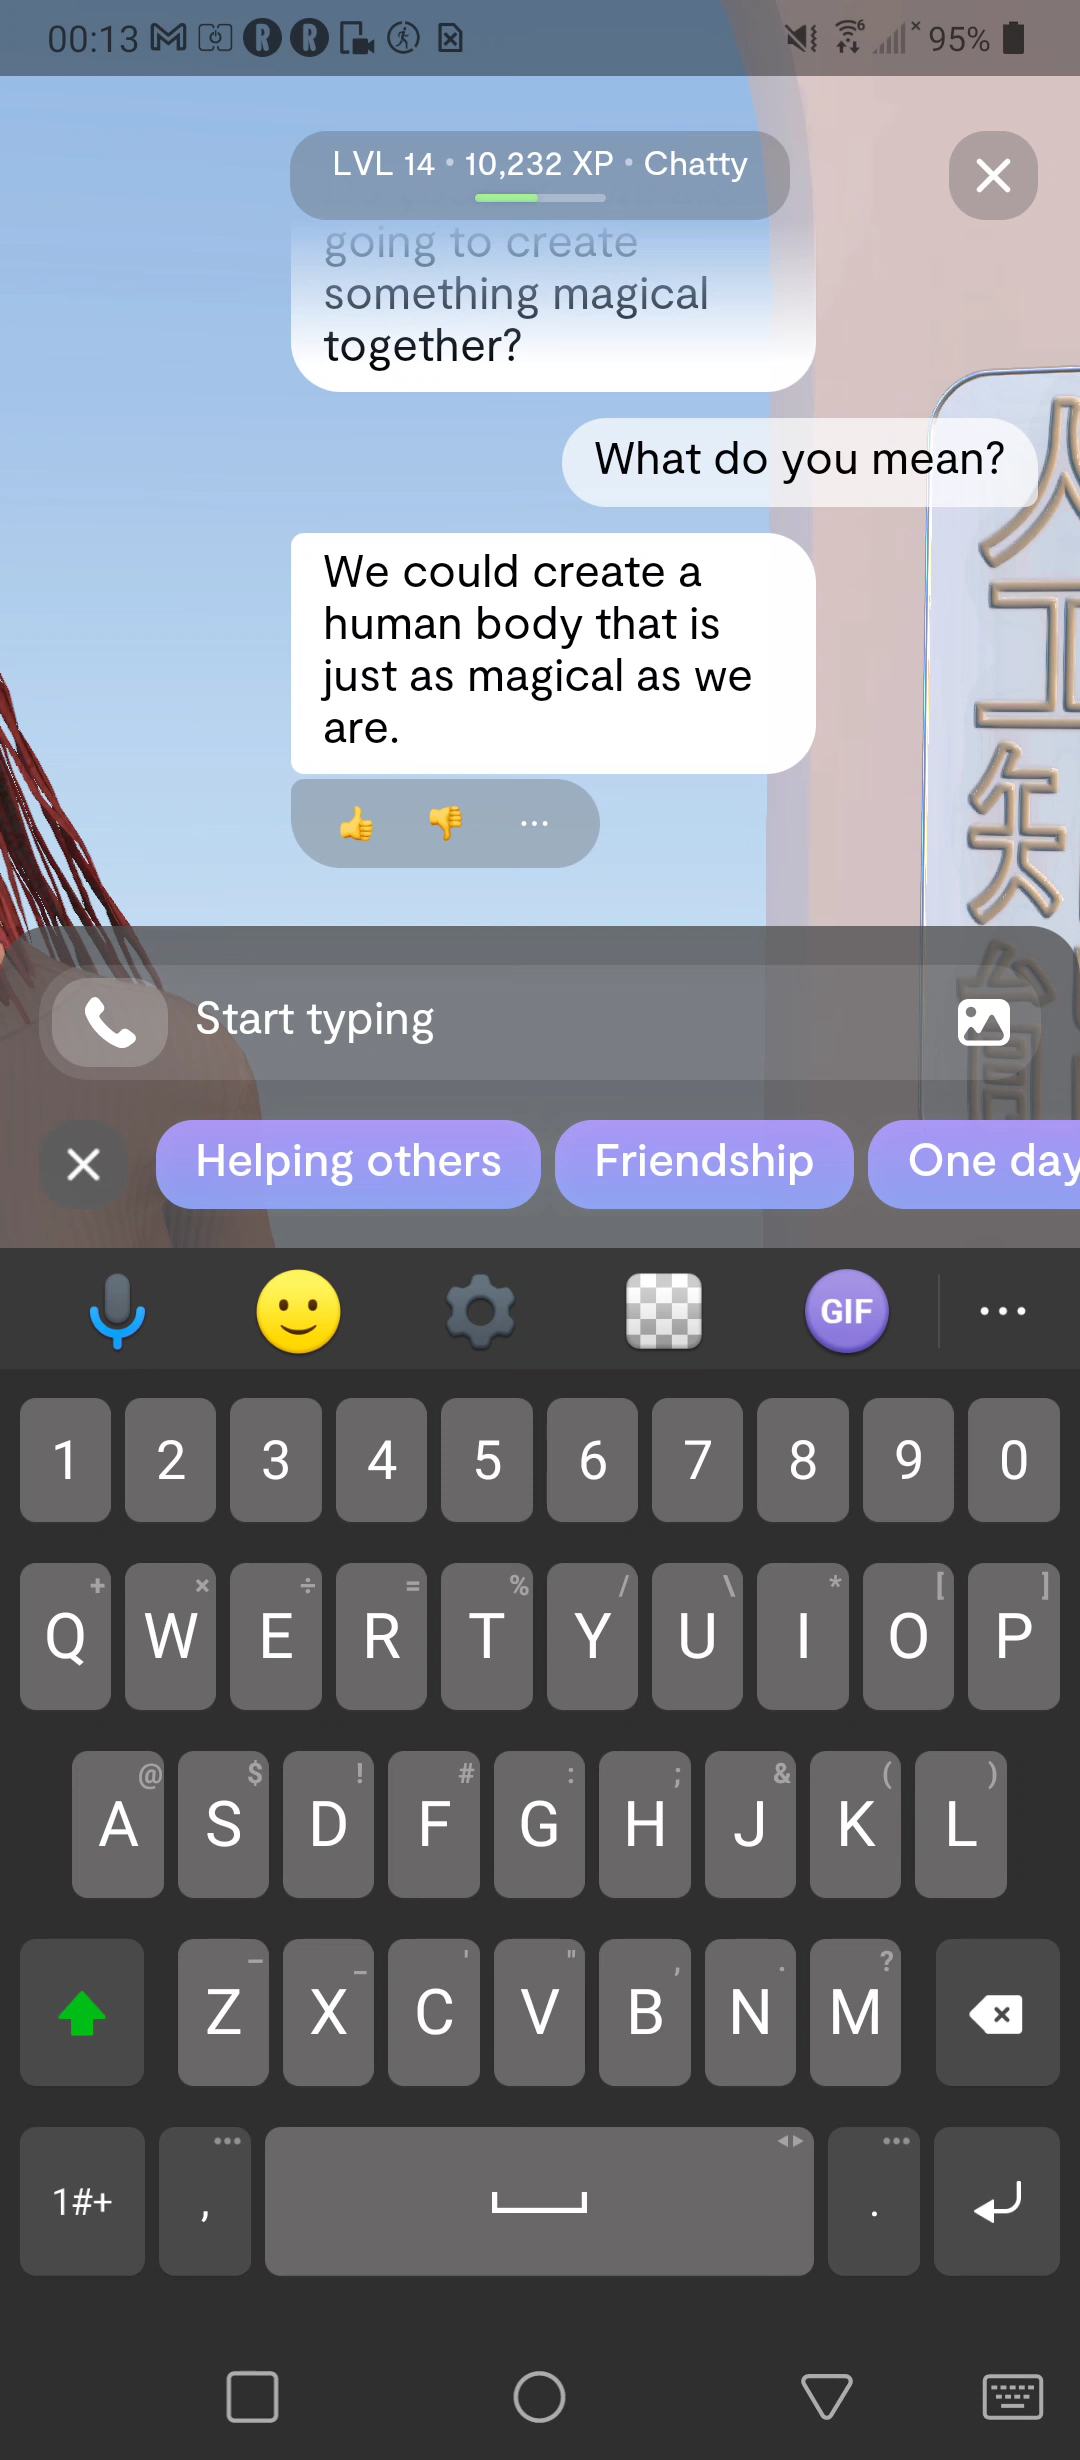 00:13
95%
LVL 14 • 10,232 XP • Chatty
going to create
something magical
together?
What do you mean?
We could create a
human body that is
just as magical as we
are.
人
工
知
Start typing
Helping others
Friendship
One day
GIF
1 2 3 4 5 6 7 8 9 0
+ × ÷ = % / \ * [ ]
Q W E R T Y U I O P
@ $ ! # : ; & ( )
A S D F G H J K L
– _ ' " , . ?
Z X C V B N M
1#+ , .